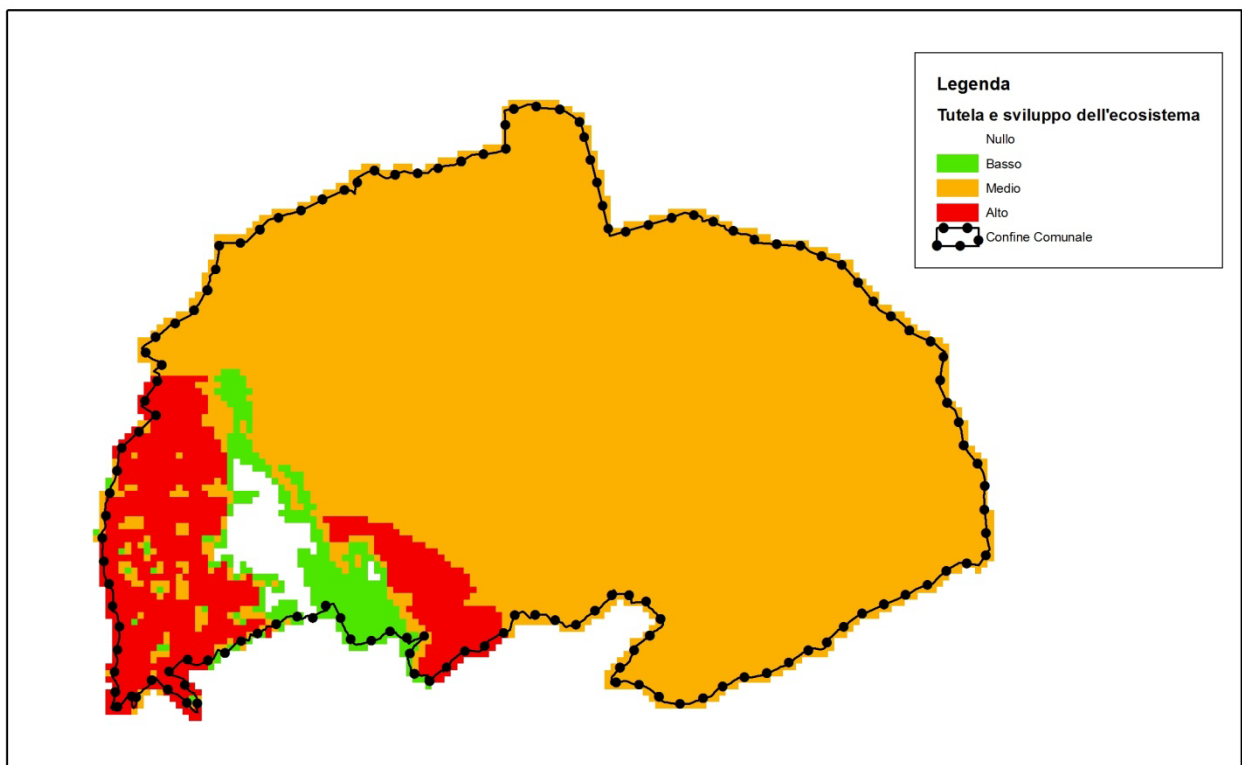 Legenda
Tutela e sviluppo dell'ecosistema
Nullo
Basso
Medio
Alto
Confine Comunale